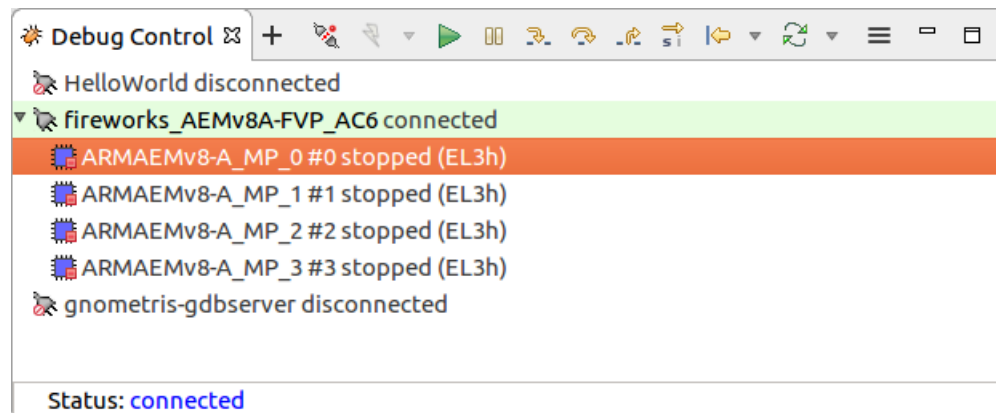 Debug Control
HelloWorld disconnected
fireworks_AEMv8A-FVP_AC6 connected
ARMAEMv8-A_MP_0 #0 stopped (EL3h)
ARMAEMv8-A_MP_1 #1 stopped (EL3h)
ARMAEMv8-A_MP_2 #2 stopped (EL3h)
ARMAEMv8-A_MP_3 #3 stopped (EL3h)
gnometris-gdbserver disconnected
Status: connected